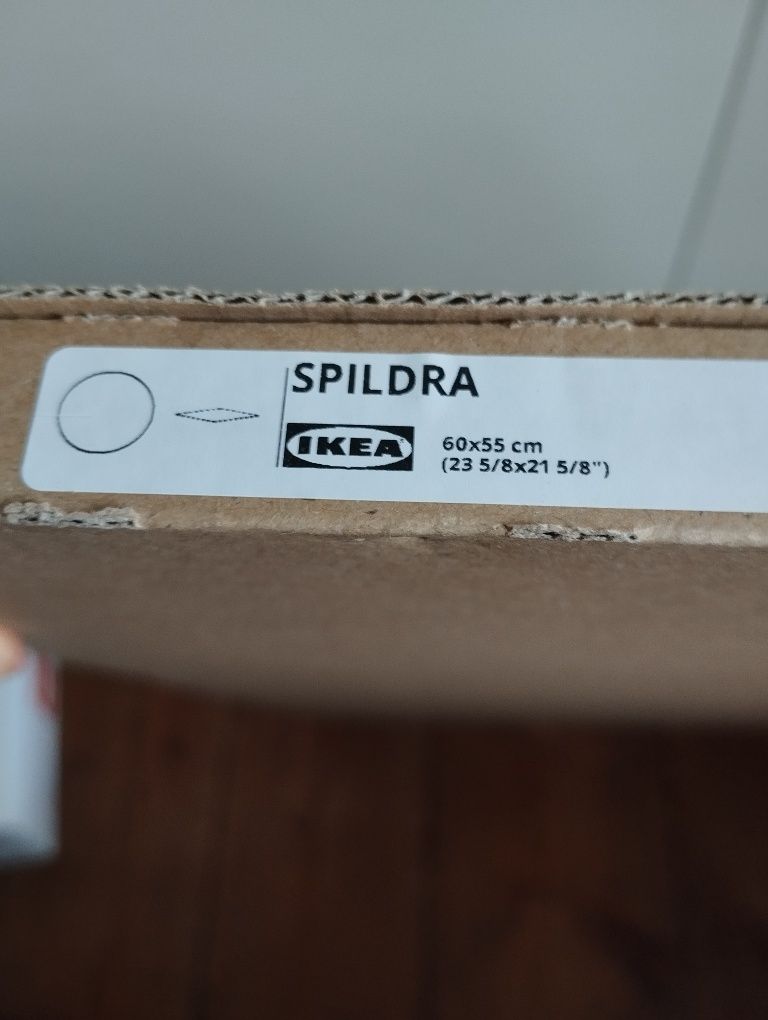 SPILDRA
IKEA
60x55 cm
(23 5/8x21 5/8")